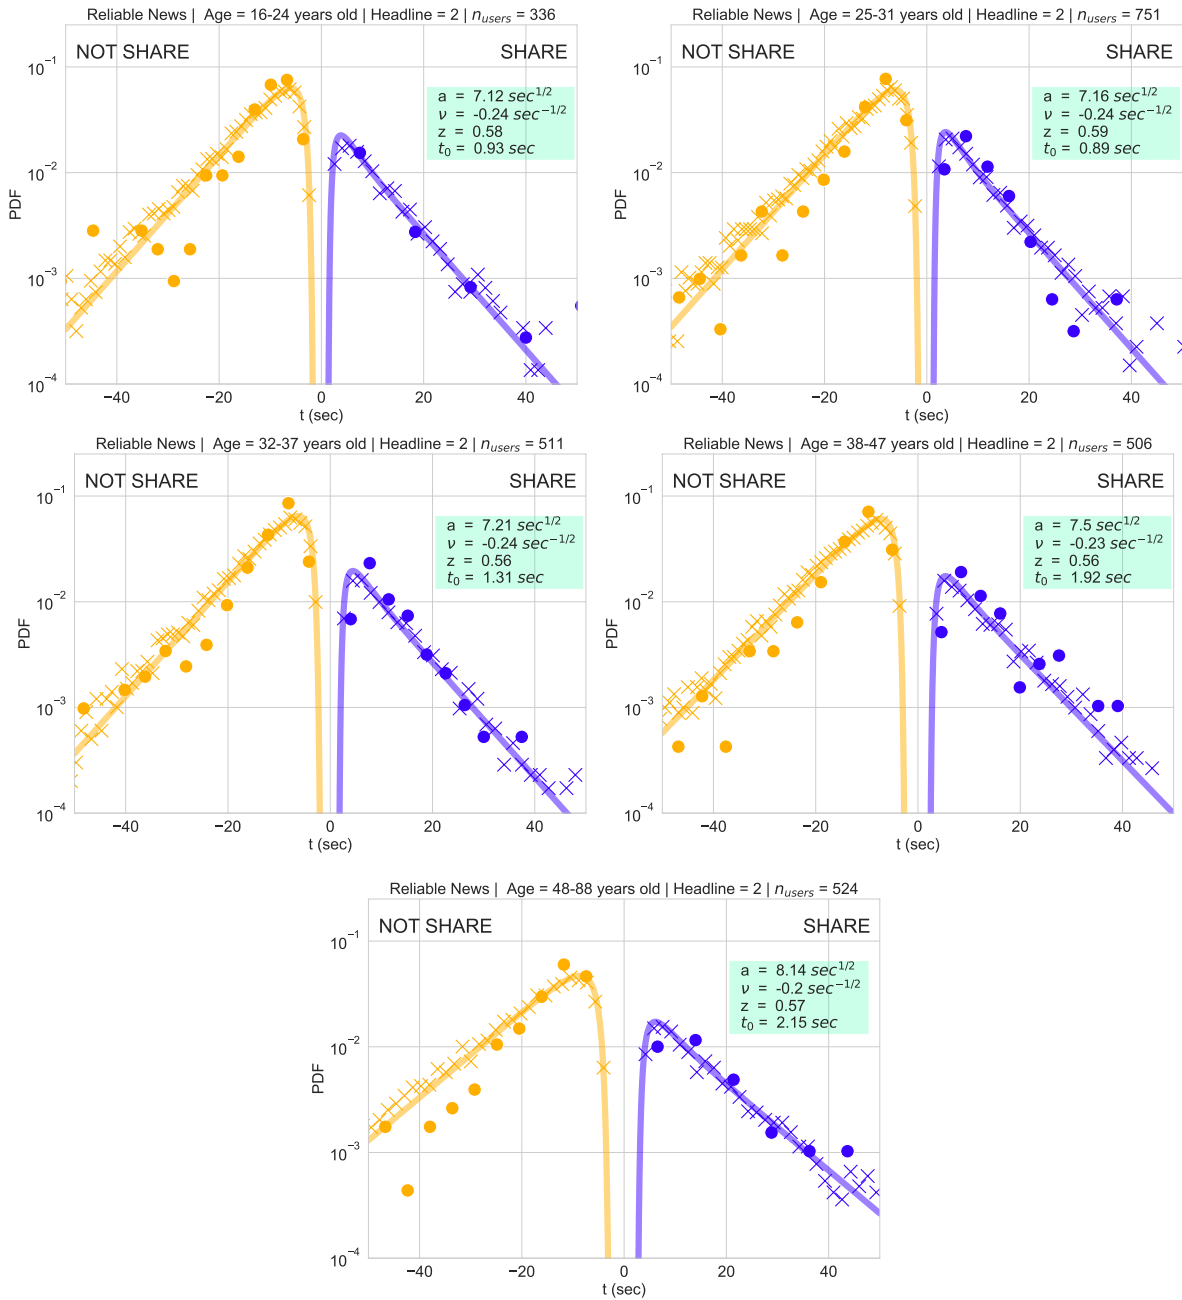 Reliable News | Age = 16-24 years old | Headline = 2 | n_users = 336
NOT SHARE
SHARE
a = 7.12 sec^{1/2}
ν = -0.24 sec^{−1/2}
z = 0.58
t_0 = 0.93 sec
10^{−1}
10^{−2}
10^{−3}
10^{−4}
PDF
−40 −20 0 20 40
t (sec)
Reliable News | Age = 25-31 years old | Headline = 2 | n_users = 751
NOT SHARE
SHARE
a = 7.16 sec^{1/2}
ν = -0.24 sec^{−1/2}
z = 0.59
t_0 = 0.89 sec
10^{−1}
10^{−2}
10^{−3}
10^{−4}
PDF
−40 −20 0 20 40
t (sec)
Reliable News | Age = 32-37 years old | Headline = 2 | n_users = 511
NOT SHARE
SHARE
a = 7.21 sec^{1/2}
ν = -0.24 sec^{−1/2}
z = 0.56
t_0 = 1.31 sec
10^{−1}
10^{−2}
10^{−3}
10^{−4}
PDF
−40 −20 0 20 40
t (sec)
Reliable News | Age = 38-47 years old | Headline = 2 | n_users = 506
NOT SHARE
SHARE
a = 7.5 sec^{1/2}
ν = -0.23 sec^{−1/2}
z = 0.56
t_0 = 1.92 sec
10^{−1}
10^{−2}
10^{−3}
10^{−4}
PDF
−40 −20 0 20 40
t (sec)
Reliable News | Age = 48-88 years old | Headline = 2 | n_users = 524
NOT SHARE
SHARE
a = 8.14 sec^{1/2}
ν = -0.2 sec^{−1/2}
z = 0.57
t_0 = 2.15 sec
10^{−1}
10^{−2}
10^{−3}
10^{−4}
PDF
−40 −20 0 20 40
t (sec)